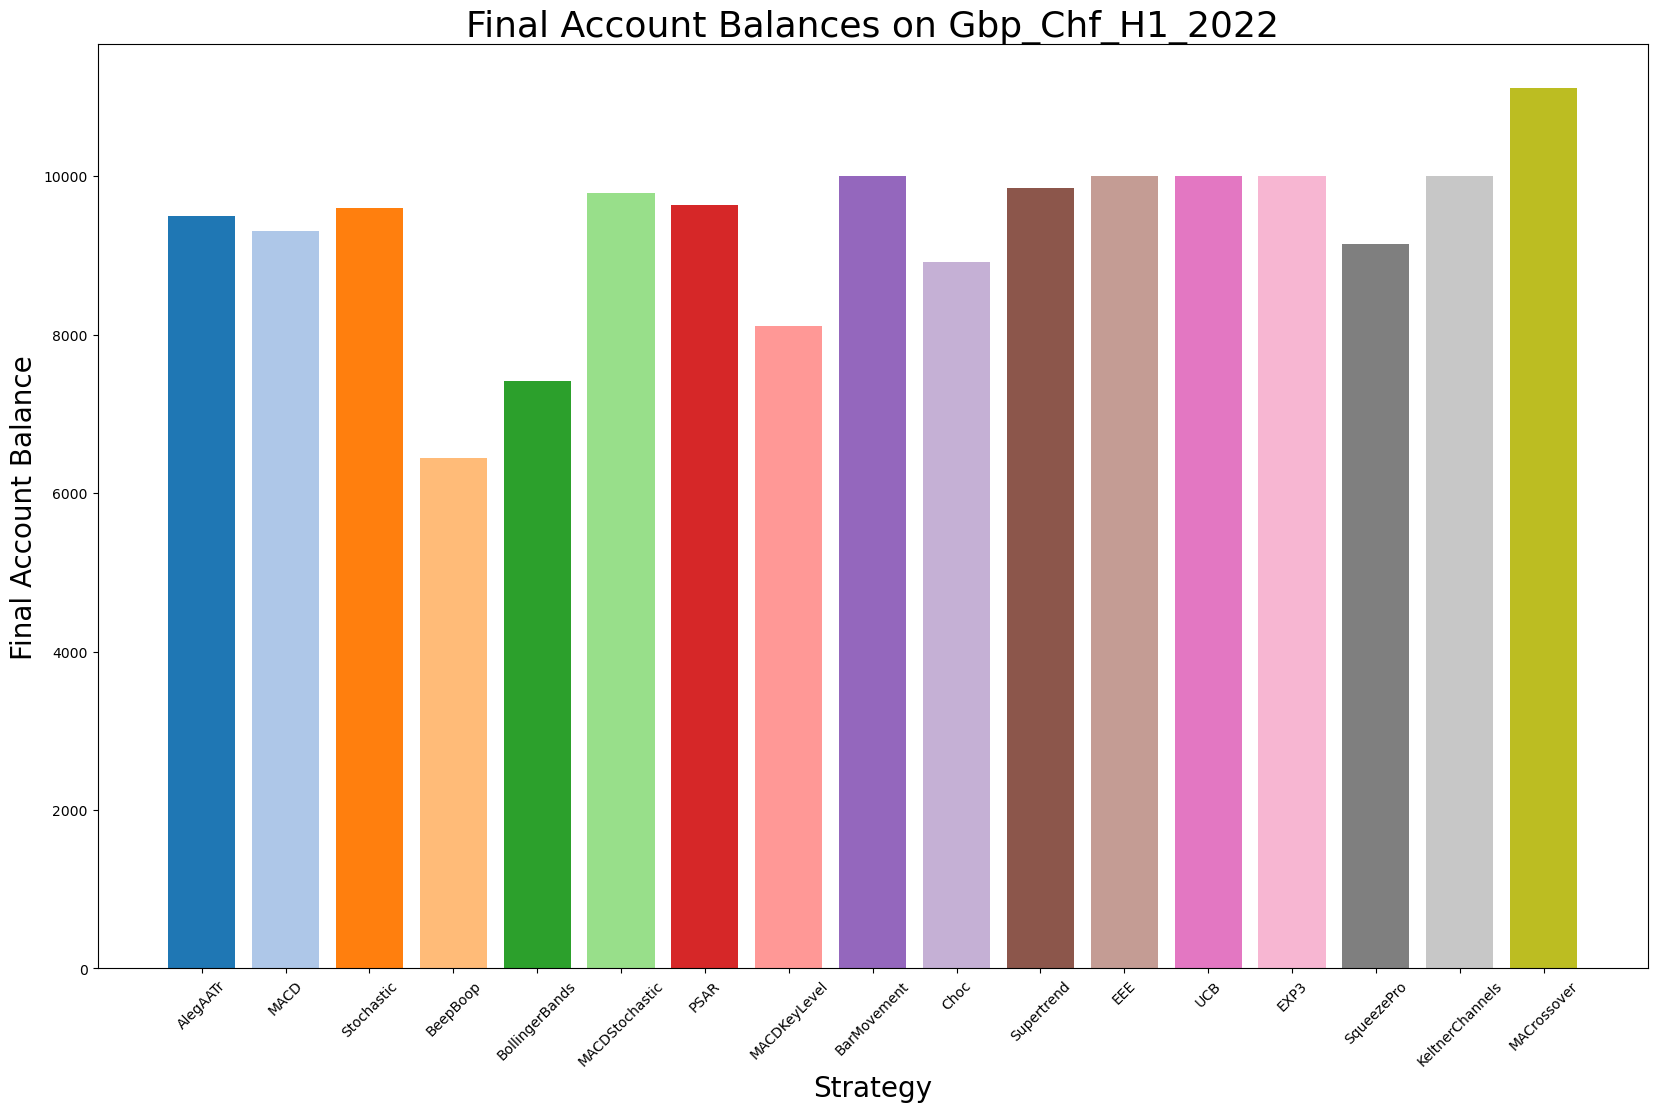 Final Account Balances on Gbp_Chf_H1_2022
Final Account Balance
10000
8000
6000
4000
2000
0
AlegAATr
MACD
Stochastic
BeepBoop
BollingerBands
MACDStochastic
PSAR
MACDKeyLevel
BarMovement
Choc
Supertrend
EEE
UCB
EXP3
SqueezePro
KeltnerChannels
MACrossover
Strategy